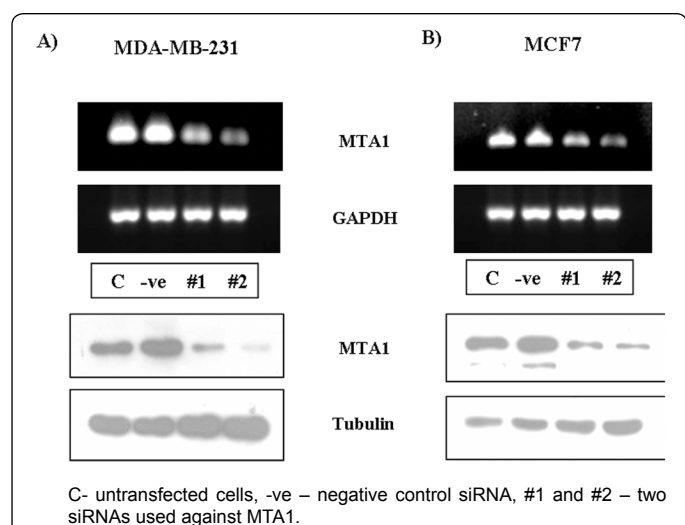 A)
MDA-MB-231
B)
MCF7
MTA1
GAPDH
C -ve #1 #2
C -ve #1 #2
MTA1
Tubulin
C- untransfected cells, -ve – negative control siRNA, #1 and #2 – two
siRNAs used against MTA1.